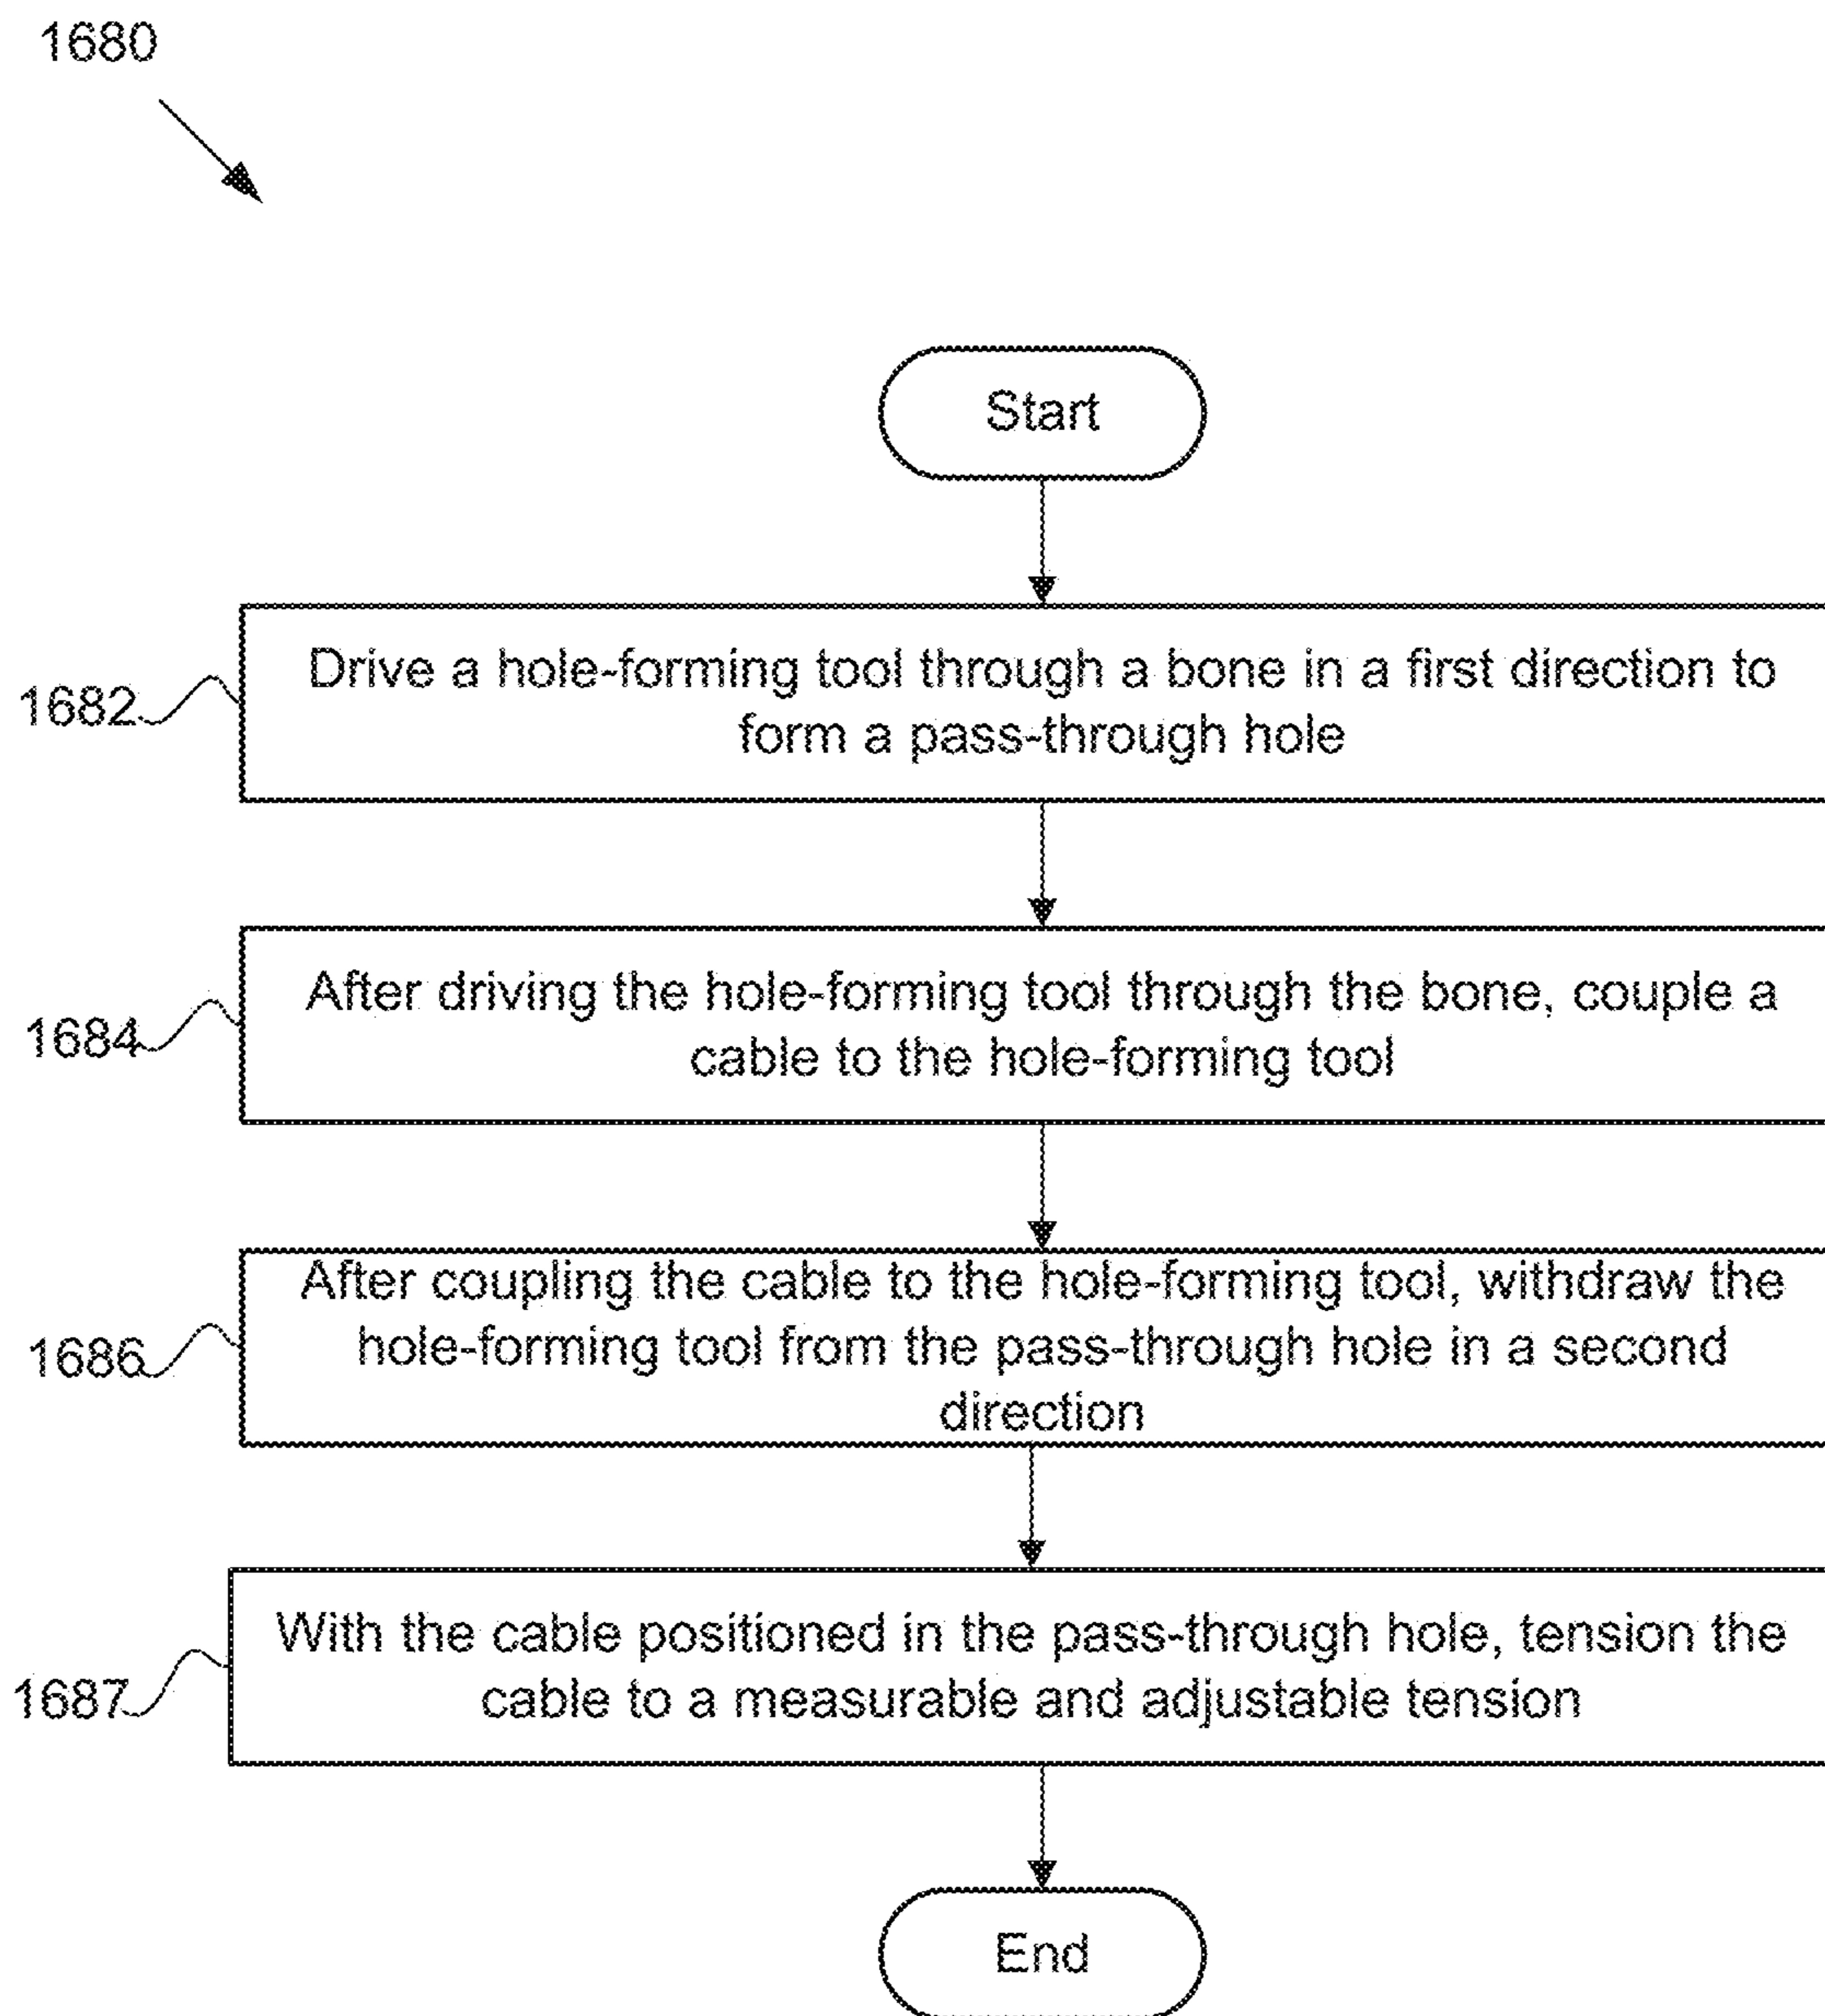 1680
Start
1682
Drive a hole-forming tool through a bone in a first direction to
form a pass-through hole
1684
After driving the hole-forming tool through the bone, couple a
cable to the hole-forming tool
1686
After coupling the cable to the hole-forming tool, withdraw the
hole-forming tool from the pass-through hole in a second
direction
1687
With the cable positioned in the pass-through hole, tension the
cable to a measurable and adjustable tension
End